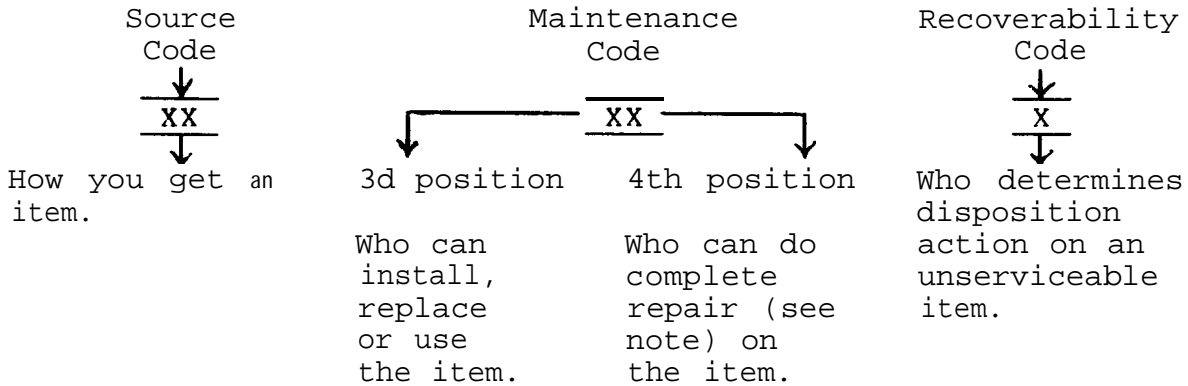 Source Code
XX
How you get an
item.
Maintenance
Code
XX
3d position
Who can
install,
replace
or use
the item.
4th position
Who can do
complete
repair (see
note) on
the item.
Recoverability
Code
X
Who determines
disposition
action on an
unserviceable
item.